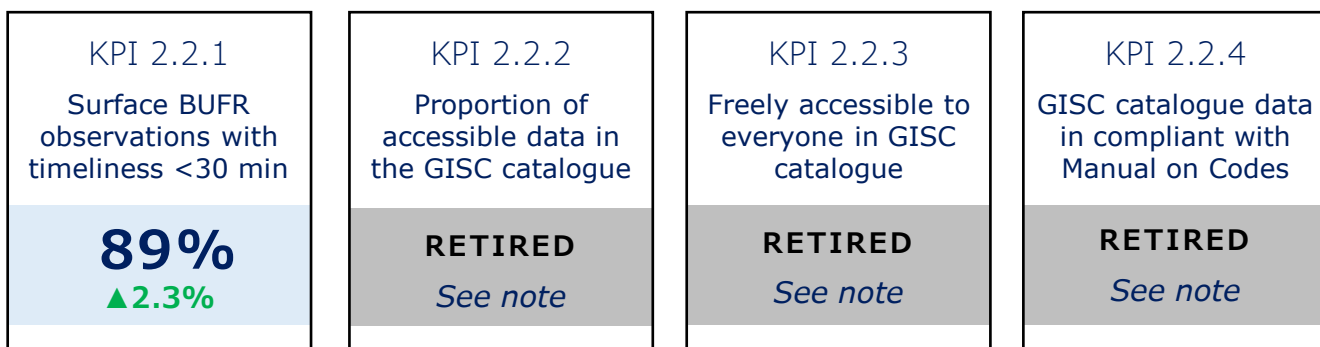 KPI 2.2.1
Surface BUFR
observations with
timeliness <30 min
89%
▲2.3%
KPI 2.2.2
Proportion of
accessible data in
the GISC catalogue
RETIRED
See note
KPI 2.2.3
Freely accessible to
everyone in GISC
catalogue
RETIRED
See note
KPI 2.2.4
GISC catalogue data
in compliant with
Manual on Codes
RETIRED
See note